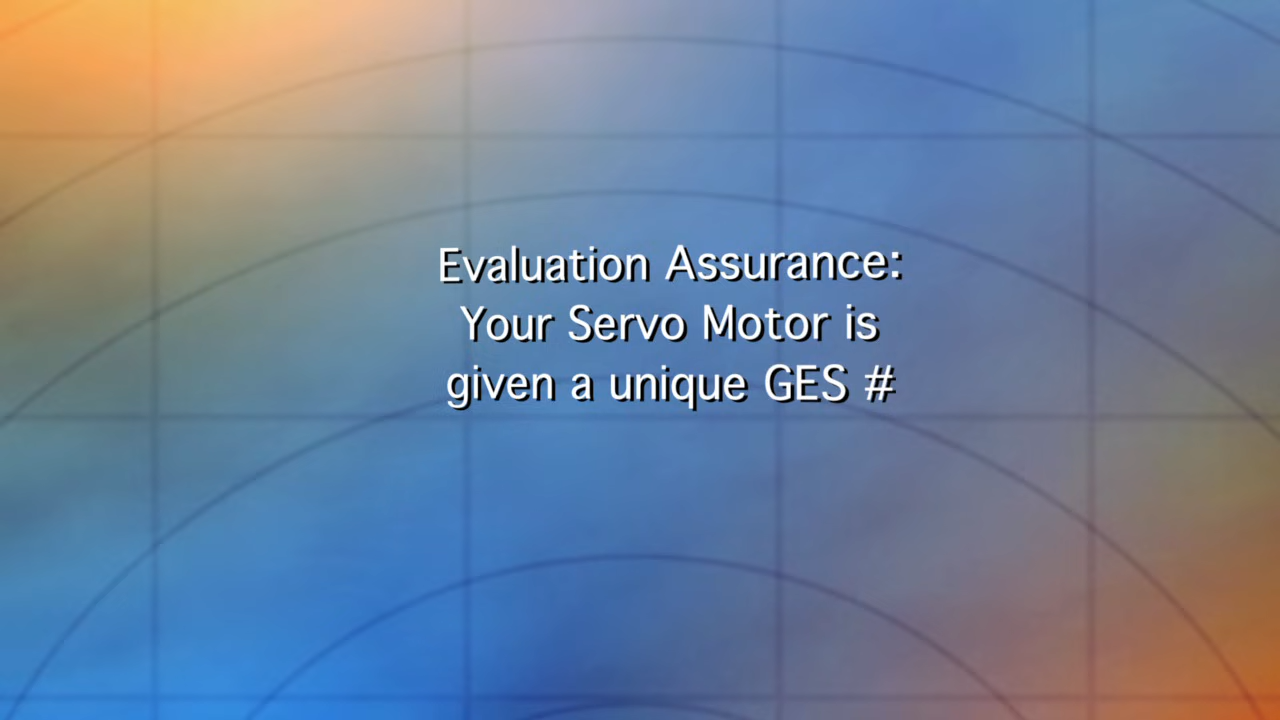 Evaluation Assurance:
Your Servo Motor is
given a unique GES #